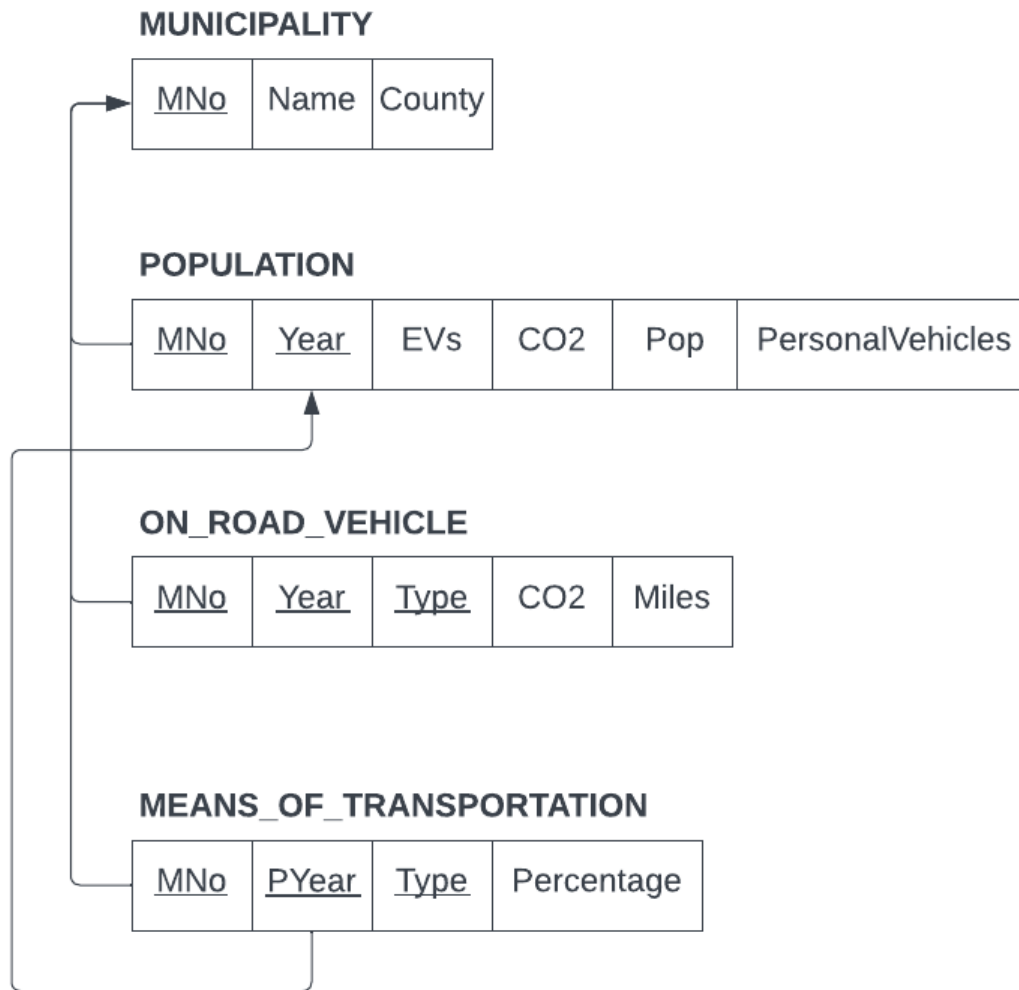 MUNICIPALITY
MNo Name County
POPULATION
MNo Year EVs CO2 Pop PersonalVehicles
ON_ROAD_VEHICLE
MNo Year Type CO2 Miles
MEANS_OF_TRANSPORTATION
MNo PYear Type Percentage